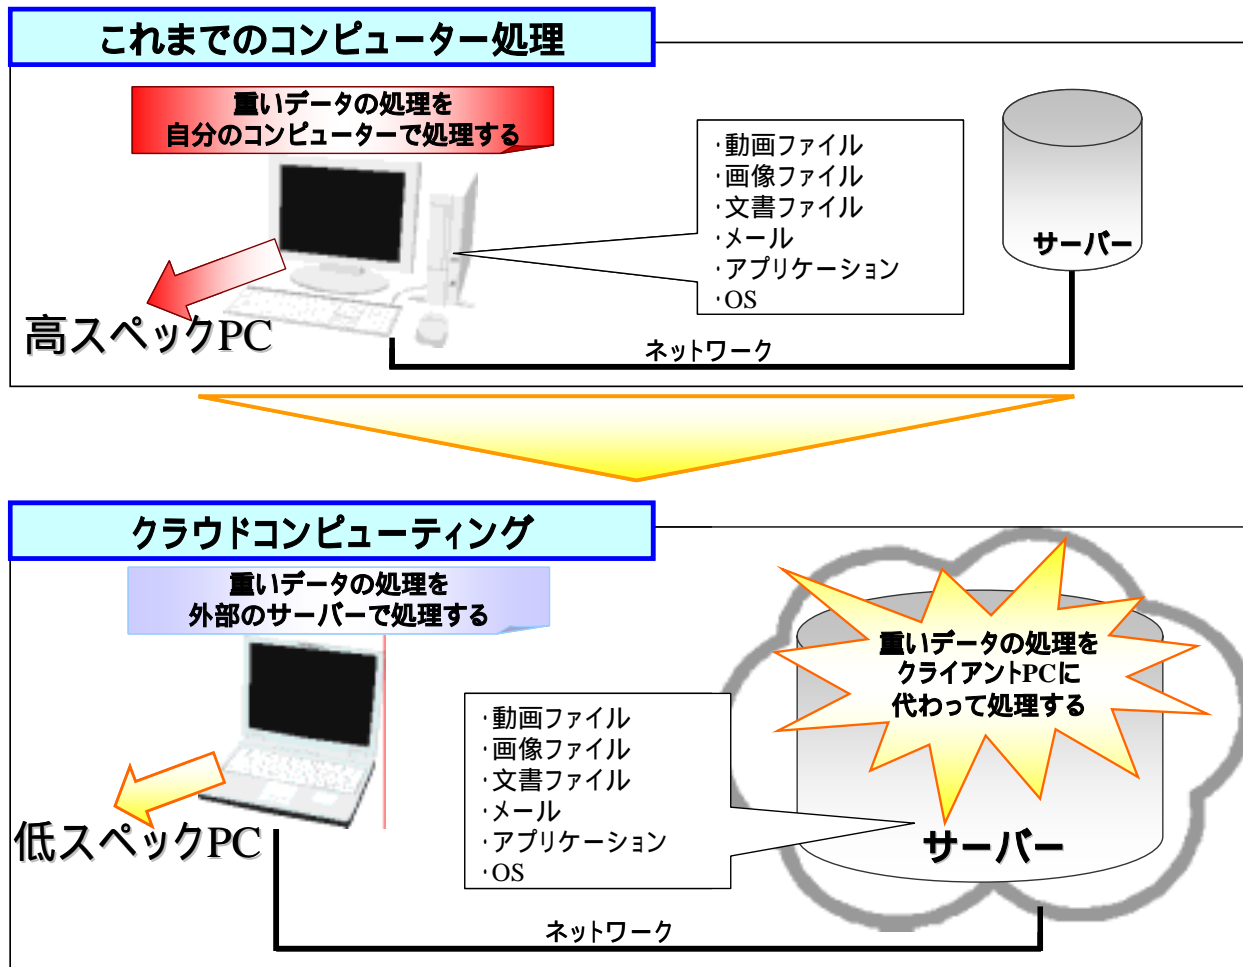 これまでのコンピューター処理
重いデータの処理を
自分のコンピューターで処理する
･動画ファイル
･画像ファイル
･文書ファイル
･メール
･アプリケーション
･OS
サーバー
高スペックPC
ネットワーク
クラウドコンピューティング
重いデータの処理を
外部のサーバーで処理する
重いデータの処理を
クライアントPCに
代わって処理する
･動画ファイル
･画像ファイル
･文書ファイル
･メール
･アプリケーション
･OS
サーバー
低スペックPC
ネットワーク